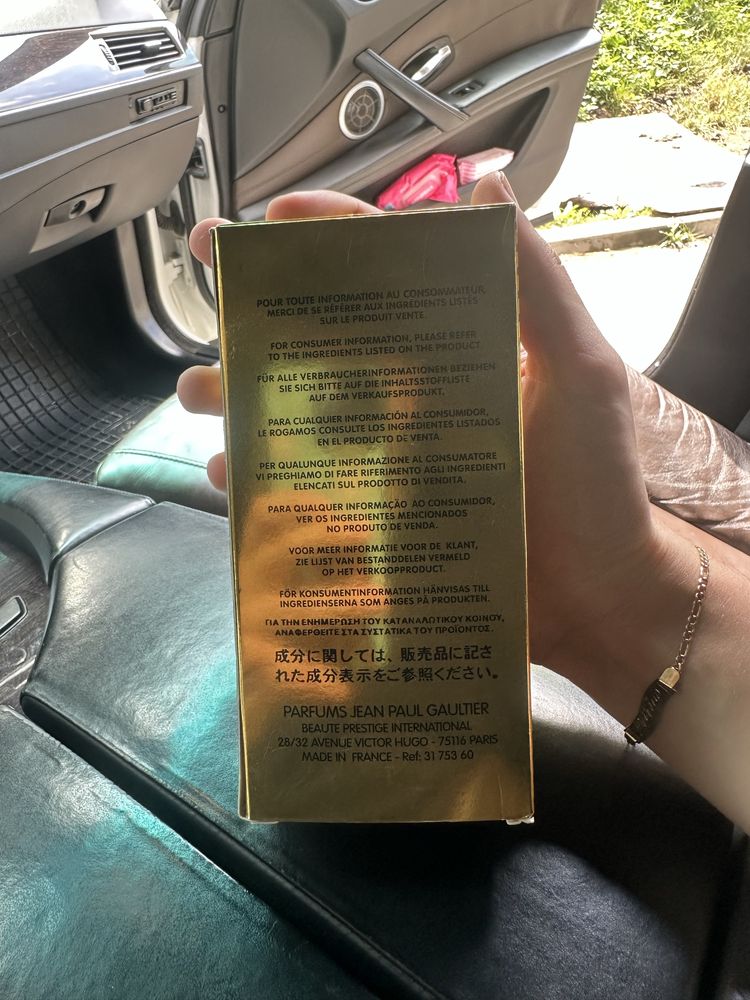 POUR TOUTE INFORMATION AU CONSOMMATEUR,
MERCI DE SE RÉFÉRER AUX INGRÉDIENTS LISTÉS
SUR LE PRODUIT VENTE.
FOR CONSUMER INFORMATION, PLEASE REFER
TO THE INGREDIENTS LISTED ON THE PRODUCT.
FÜR ALLE VERBRAUCHERINFORMATIONEN BEZIEHEN
SIE SICH BITTE AUF DIE INHALTSSTOFFLISTE
AUF DEM VERKAUFSPRODUKT.
PARA CUALQUIER INFORMACIÓN AL CONSUMIDOR,
LE ROGAMOS CONSULTE LOS INGREDIENTES LISTADOS
EN EL PRODUCTO DE VENTA.
PER QUALUNQUE INFORMAZIONE AL CONSUMATORE
VI PREGHIAMO DI FARE RIFERIMENTO AGLI INGREDIENTI
ELENCATI SUL PRODOTTO DI VENDITA.
PARA QUALQUER INFORMAÇÃO AO CONSUMIDOR,
VER OS INGREDIENTES MENCIONADOS
NO PRODUTO DE VENDA.
VOOR MEER INFORMATIE VOOR DE KLANT,
ZIE LIJST VAN BESTANDDELEN VERMELD
OP HET VERKOOPPRODUCT.
FÖR KONSUMENTINFORMATION HÄNVISAS TILL
INGREDIENSERNA SOM ANGES PÅ PRODUKTEN.
ΓΙΑ ΤΗΝ ΕΝΗΜΕΡΩΣΗ ΤΟΥ ΚΑΤΑΝΑΛΩΤΙΚΟΥ ΚΟΙΝΟΥ,
ΑΝΑΦΕΡΘΕΙΤΕ ΣΤΑ ΣΥΣΤΑΤΙΚΑ ΤΟΥ ΠΡΟΪΟΝΤΟΣ.
成分に関しては、販売品に記さ
れた成分表示をご参照ください。
PARFUMS JEAN PAUL GAULTIER
BEAUTE PRESTIGE INTERNATIONAL
28/32 AVENUE VICTOR HUGO - 75116 PARIS
MADE IN FRANCE - Ref: 31 753 60